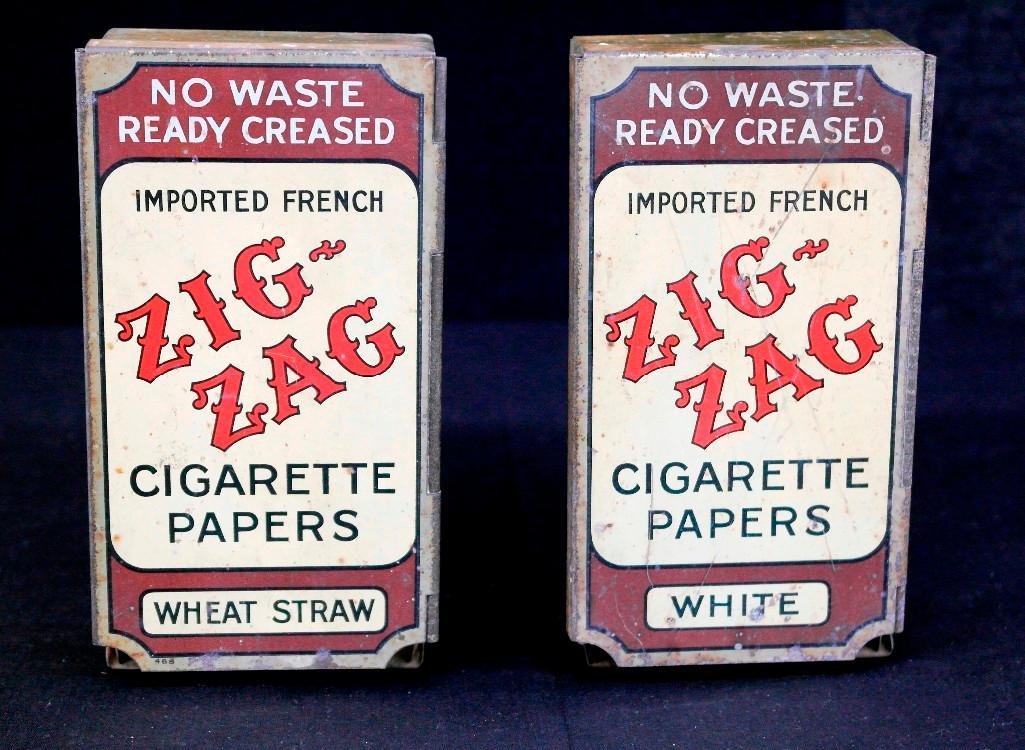 NO WASTE
READY CREASED
IMPORTED FRENCH
ZIG-
ZAG
CIGARETTE
PAPERS
WHEAT STRAW
468
NO WASTE
READY CREASED
IMPORTED FRENCH
ZIG-
ZAG
CIGARETTE
PAPERS
WHITE